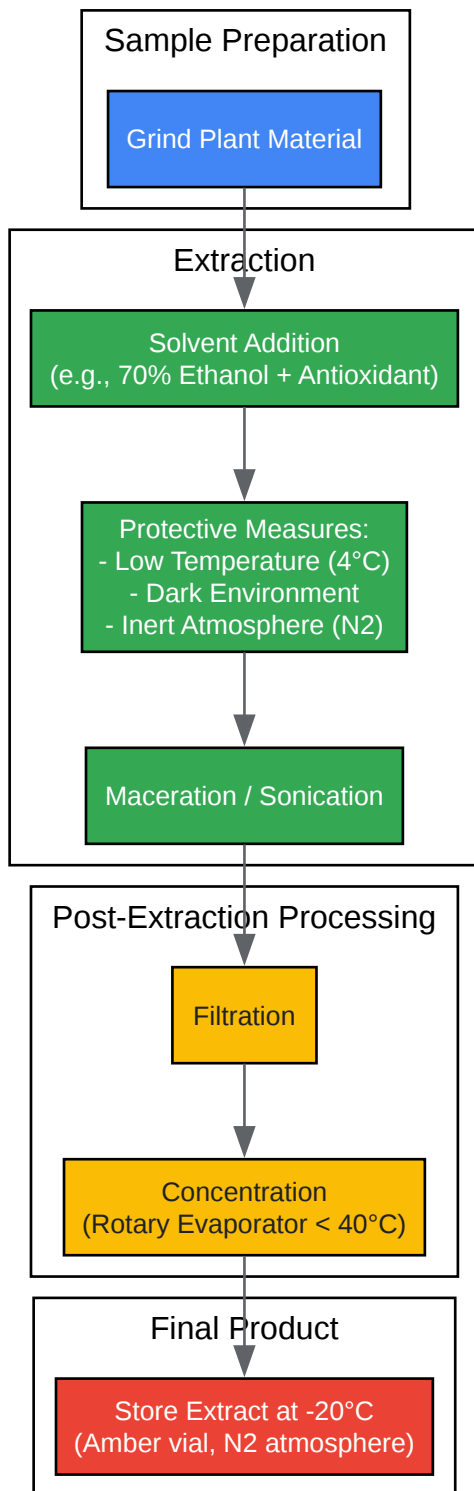 Sample Preparation
Grind Plant Material
Extraction
Solvent Addition
(e.g., 70% Ethanol + Antioxidant)
Protective Measures:
- Low Temperature (4°C)
- Dark Environment
- Inert Atmosphere (N2)
Maceration / Sonication
Post-Extraction Processing
Filtration
Concentration
(Rotary Evaporator < 40°C)
Final Product
Store Extract at -20°C
(Amber vial, N2 atmosphere)